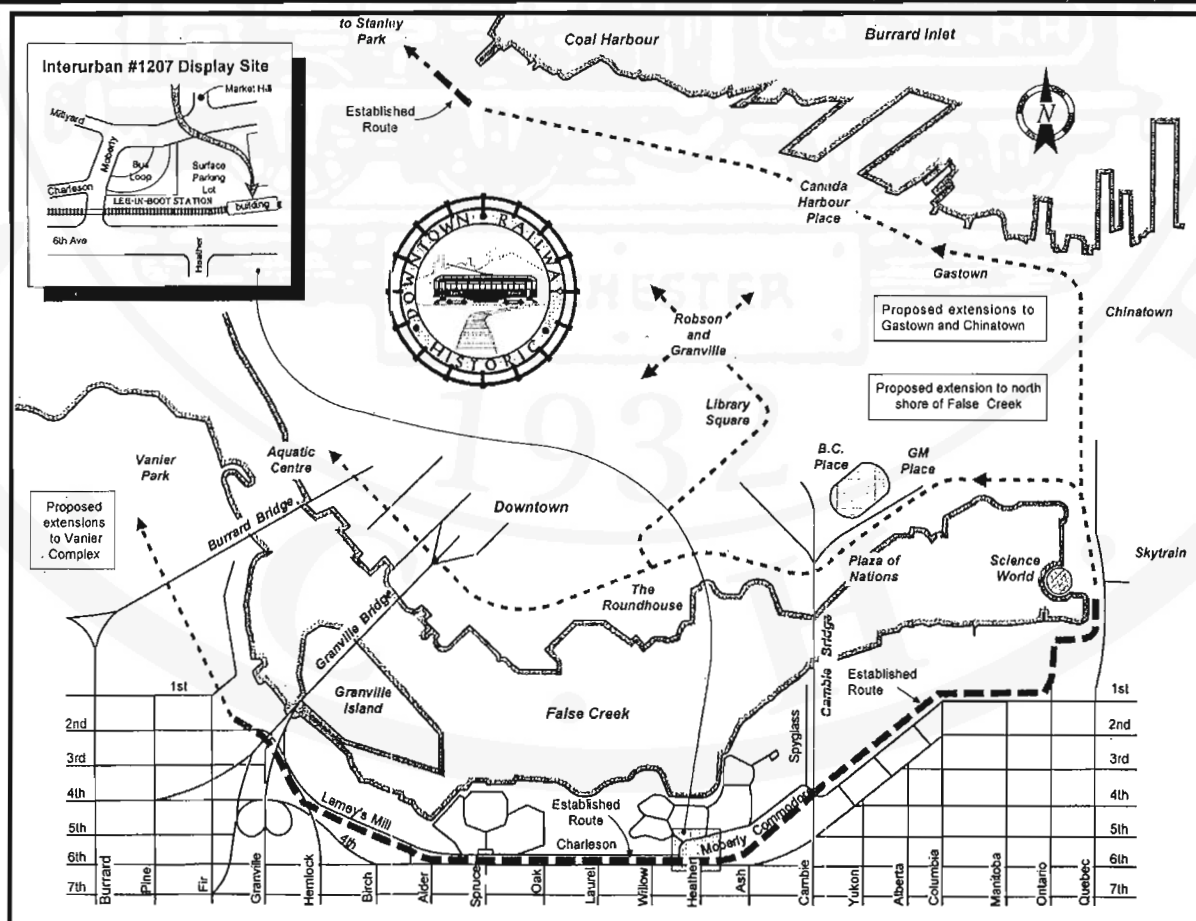 to Stanley
Park
Coal Harbour
Burrard Inlet
Interurban #1207 Display Site
Market Hill
Millyard
Moberly
Bus
Loop
Surface
Parking
Lot
Charleson
LEG-IN-BOOT STATION
building
6th Ave
Heather
Established
Route
N
Canada
Harbour
Place
DOWNTOWN • RAILWAY • HISTORIC •
Gastown
Chinatown
Proposed extensions to
Gastown and Chinatown
Robson
and
Granville
Proposed extension to north
shore of False Creek
Library
Square
1932
Vanier
Park
Aquatic
Centre
B.C.
Place
GM
Place
Proposed
extensions
to Vanier
Complex
Burrard Bridge
Downtown
Plaza of
Nations
Science
World
Skytrain
The
Roundhouse
Granville Bridge
Cambie Bridge
Granville
Island
False Creek
Spyglass
Established
Route
1st
1st
2nd
2nd
3rd
3rd
4th
4th
5th
5th
6th
6th
7th
7th
Lamey's Mill
4th
Established
Route
Charleson
Moberly
Commodore
Burrard
Pine
Fir
Granville
Hemlock
Birch
Alder
Spruce
Oak
Laurel
Willow
Heather
Ash
Cambie
Yukon
Alberta
Columbia
Manitoba
Ontario
Quebec